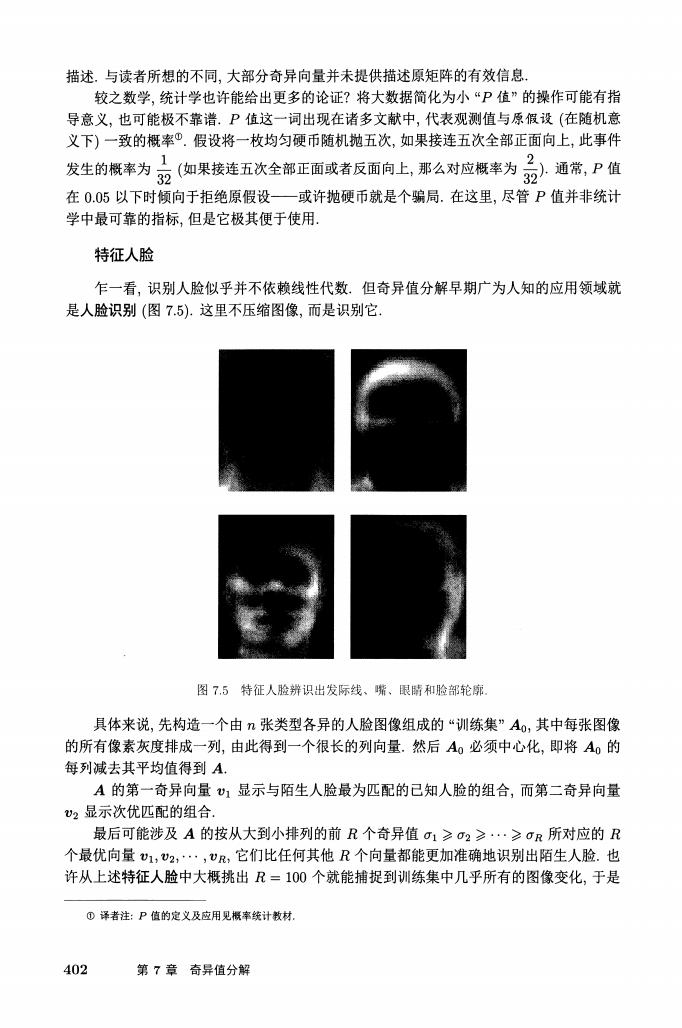 描述. 与读者所想的不同, 大部分奇异向量并未提供描述原矩阵的有效信息.
较之数学, 统计学也许能给出更多的论证? 将大数据简化为小 “P 值” 的操作可能有指
导意义, 也可能极不靠谱. P 值这一词出现在诸多文献中, 代表观测值与原假设 (在随机意
义下) 一致的概率①. 假设将一枚均匀硬币随机抛五次, 如果接连五次全部正面向上, 此事件
发生的概率为 1/32 (如果接连五次全部正面或者反面向上, 那么对应概率为 2/32). 通常, P 值
在 0.05 以下时倾向于拒绝原假设——或许抛硬币就是个骗局. 在这里, 尽管 P 值并非统计
学中最可靠的指标, 但是它极其便于使用.
特征人脸
乍一看, 识别人脸似乎并不依赖线性代数. 但奇异值分解早期广为人知的应用领域就
是人脸识别 (图 7.5). 这里不压缩图像, 而是识别它.
图 7.5 特征人脸辨识出发际线、嘴、眼睛和脸部轮廓.
具体来说, 先构造一个由 n 张类型各异的人脸图像组成的 “训练集” A₀, 其中每张图像
的所有像素灰度排成一列, 由此得到一个很长的列向量. 然后 A₀ 必须中心化, 即将 A₀ 的
每列减去其平均值得到 A.
A 的第一奇异向量 v₁ 显示与陌生人脸最为匹配的已知人脸的组合, 而第二奇异向量
v₂ 显示次优匹配的组合.
最后可能涉及 A 的按从大到小排列的前 R 个奇异值 σ₁ ⩾ σ₂ ⩾ ··· ⩾ σ_R 所对应的 R
个最优向量 v₁, v₂, ··· , v_R, 它们比任何其他 R 个向量都能更加准确地识别出陌生人脸. 也
许从上述特征人脸中大概挑出 R = 100 个就能捕捉到训练集中几乎所有的图像变化, 于是
① 译者注: P 值的定义及应用见概率统计教材.
402 第 7 章 奇异值分解